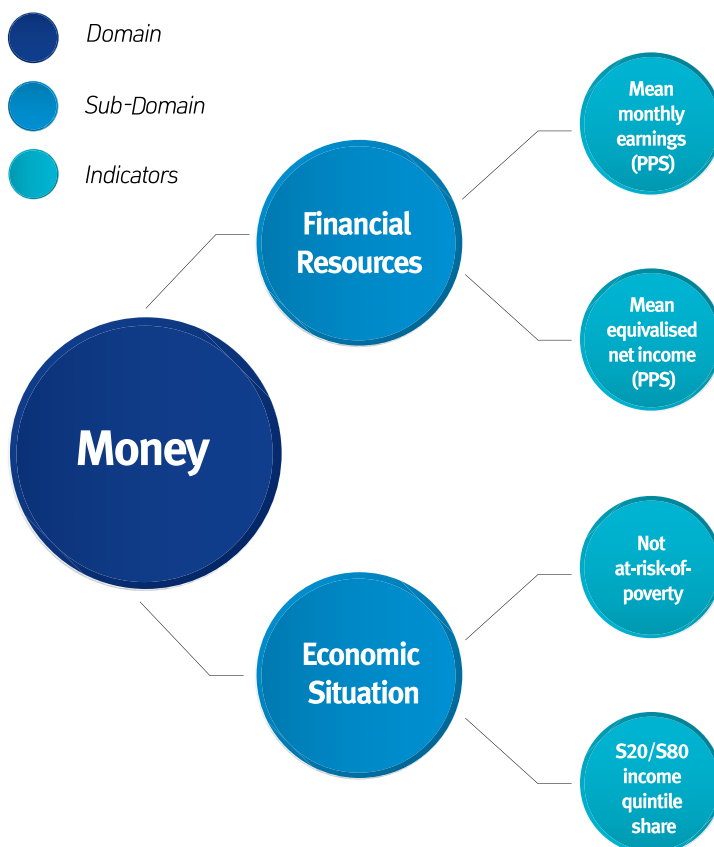 Domain
Sub-Domain
Indicators
Money
Financial
Resources
Mean
monthly
earnings
(PPS)
Mean
equivalised
net income
(PPS)
Economic
Situation
Not
at-risk-of-
poverty
S20/S80
income
quintile
share